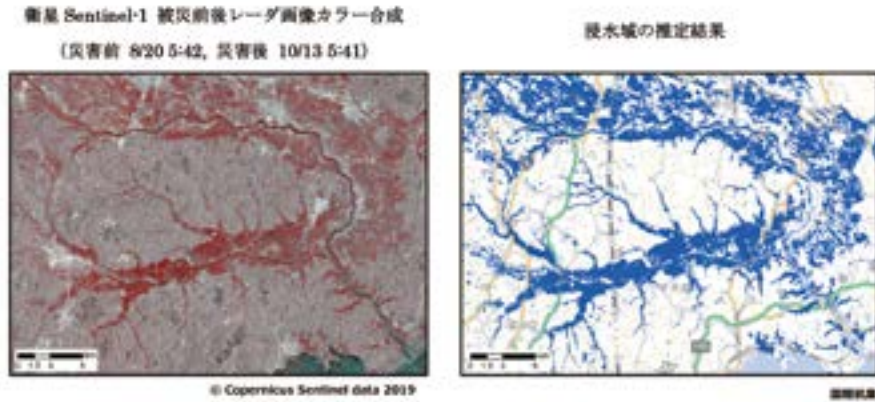 衛星 Sentinel-1 被災前後レーダ画像カラー合成
(災害前 8/20 5:42, 災害後 10/13 5:41)
浸水域の推定結果
© Copernicus Sentinel data 2019